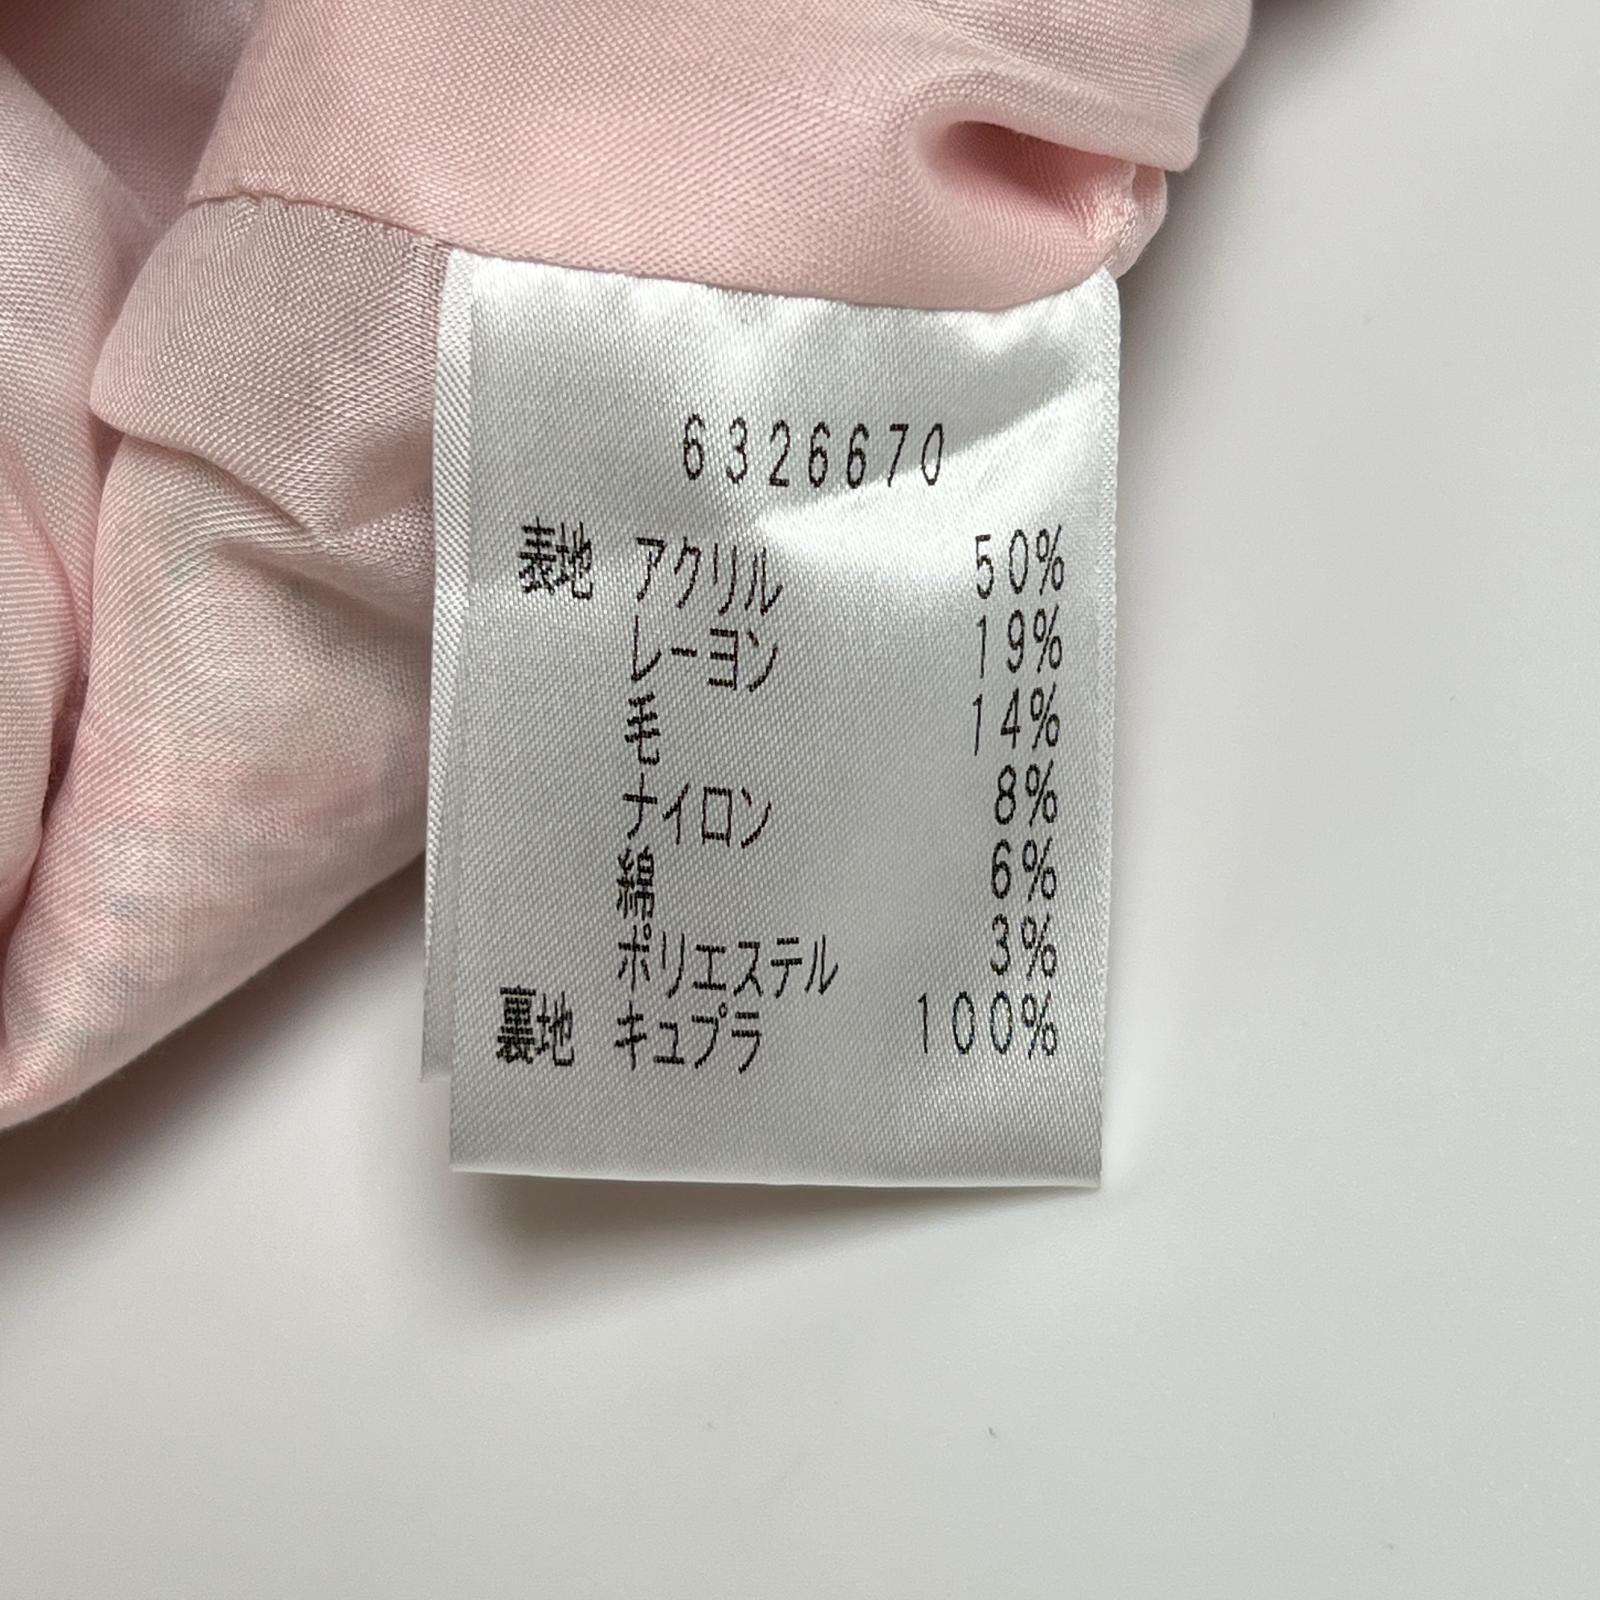 6326670
表地 アクリル 50%
レーヨン 19%
毛 14%
ナイロン 8%
綿 6%
ポリエステル 3%
裏地 キュプラ 100%